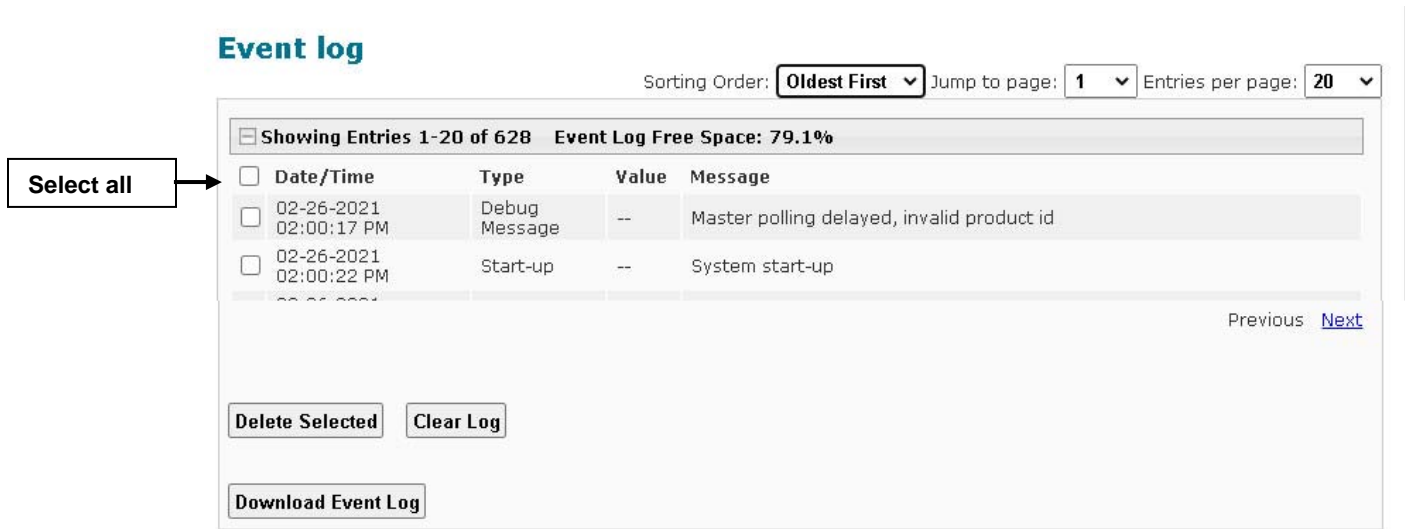 Event log
Sorting Order: Oldest First Jump to page: 1 Entries per page: 20
Showing Entries 1-20 of 628 Event Log Free Space: 79.1%
Select all
Date/Time Type Value Message
02-26-2021 02:00:17 PM Debug Message -- Master polling delayed, invalid product id
02-26-2021 02:00:22 PM Start-up -- System start-up
Previous Next
Delete Selected Clear Log
Download Event Log